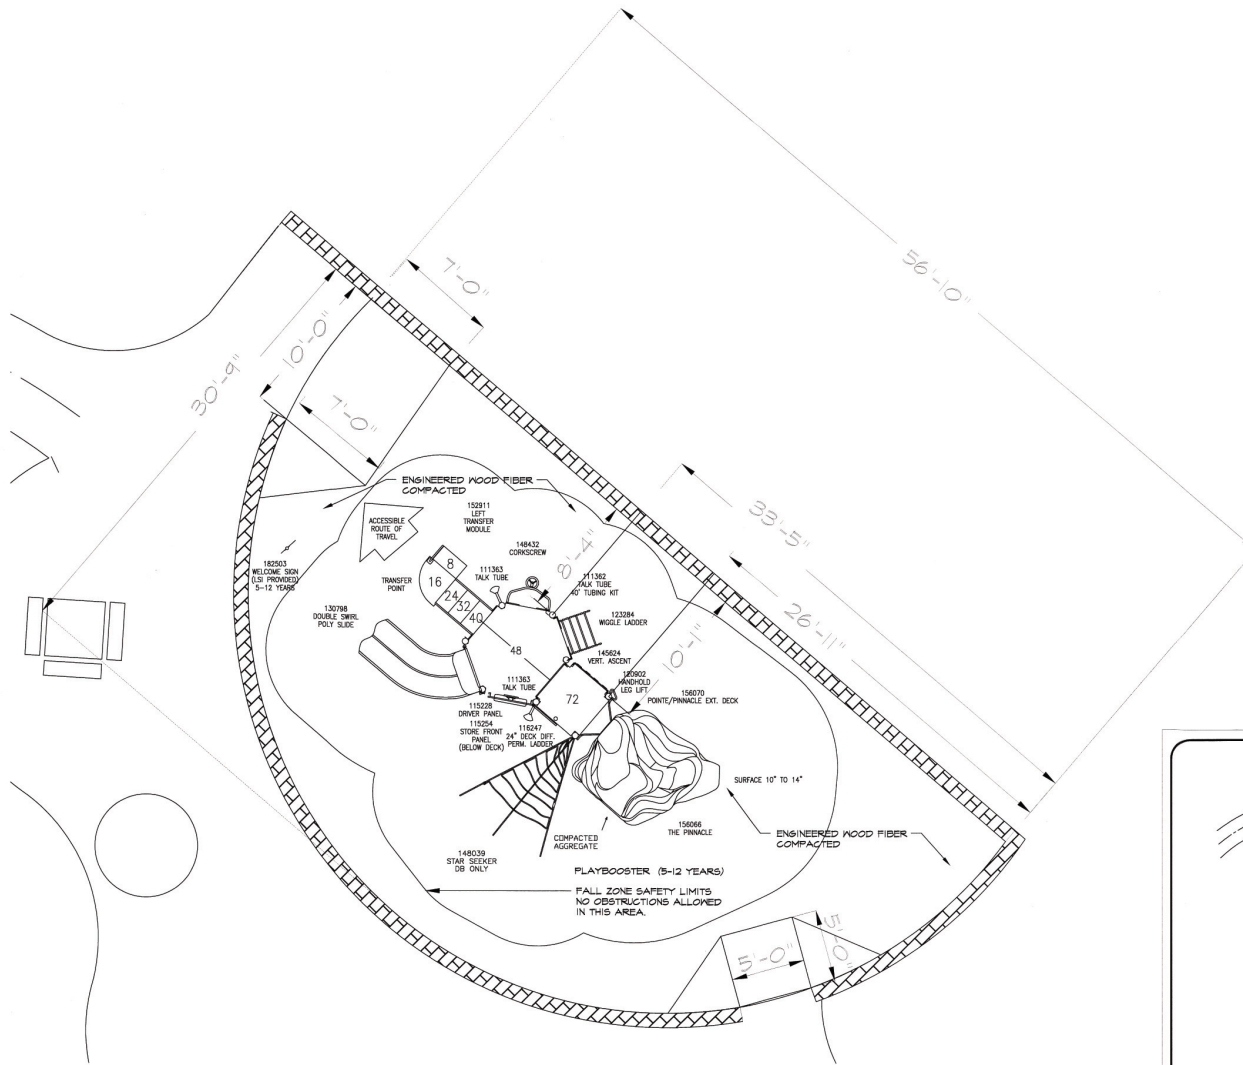 56'-10"
7'-0"
10'-0"
30'-9"
7'-0"
33'-5"
ENGINEERED WOOD FIBER
COMPACTED
152911
LEFT
TRANSFER
MODULE
ACCESSIBLE
ROUTE OF
TRAVEL
148432
CORKSCREW
8'-4"
182503
WELCOME SIGN
(LSI PROVIDED)
5-12 YEARS
TRANSFER
POINT
8
16
24
32
40
111363
TALK TUBE
111362
TALK TUBE
40' TUBING KIT
26'-11"
130798
DOUBLE SWIRL
POLY SLIDE
123284
WIGGLE LADDER
10'-1"
48
145624
VERT. ASCENT
111363
TALK TUBE
120902
HANDHOLD
LEG LIFT
72
156070
POINTE/PINNACLE EXT. DECK
115228
DRIVER PANEL
115254
STORE FRONT
PANEL
(BELOW DECK)
116247
24" DECK DIFF.
PERM. LADDER
SURFACE 10" TO 14"
156066
THE PINNACLE
COMPACTED
AGGREGATE
ENGINEERED WOOD FIBER
COMPACTED
148039
STAR SEEKER
DB ONLY
PLAYBOOSTER (5-12 YEARS)
FALL ZONE SAFETY LIMITS
NO OBSTRUCTIONS ALLOWED
IN THIS AREA.
5'-0"
5'-0"